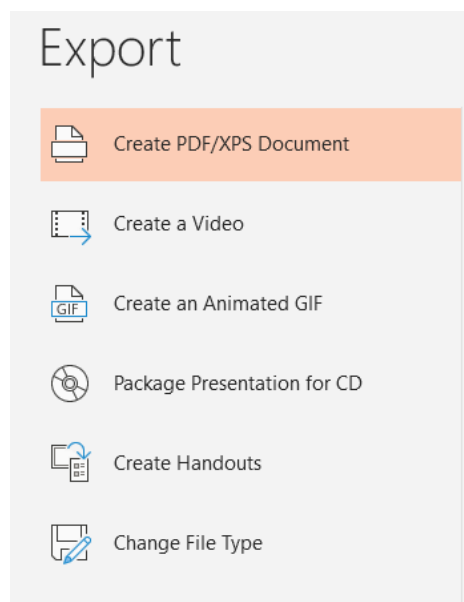 Export
Create PDF/XPS Document
Create a Video
GIF
Create an Animated GIF
Package Presentation for CD
Create Handouts
Change File Type